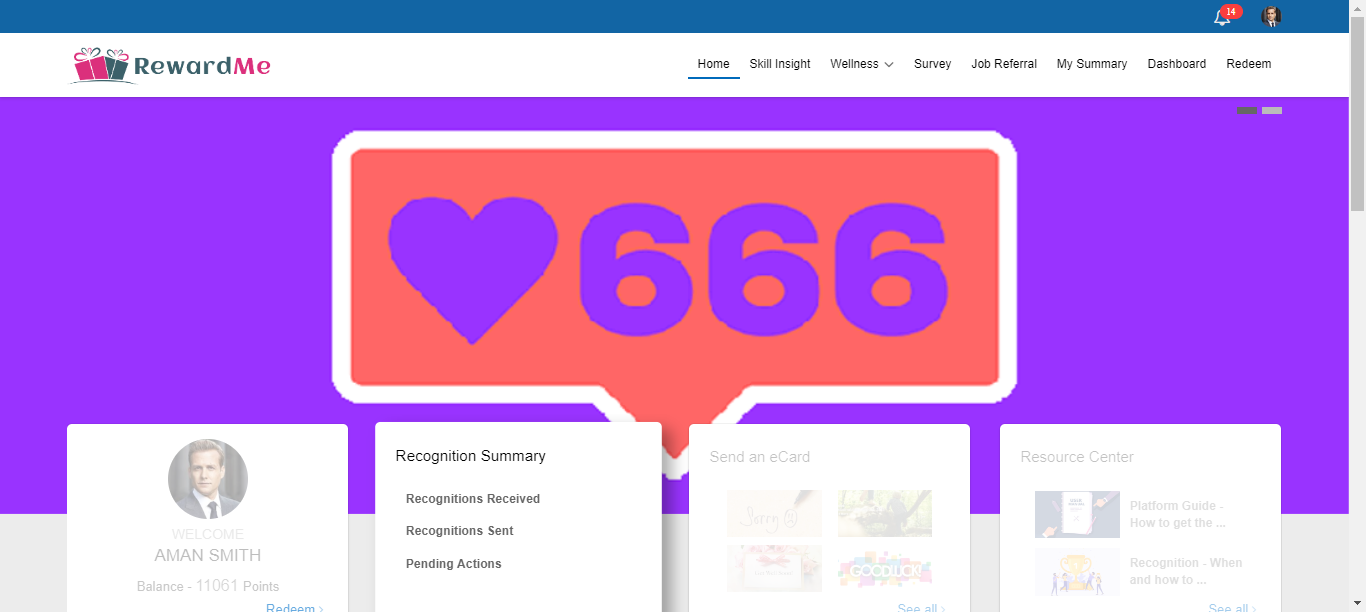 14
RewardMe
Home Skill Insight Wellness Survey Job Referral My Summary Dashboard Redeem
666
WELCOME
AMAN SMITH
Balance - 11061 Points
Redeem
Recognition Summary
Recognitions Received
Recognitions Sent
Pending Actions
Send an eCard
Sorry
GOODLUCK!
See all
Resource Center
Platform Guide -
How to get the ...
Recognition - When
and how to ...
See all